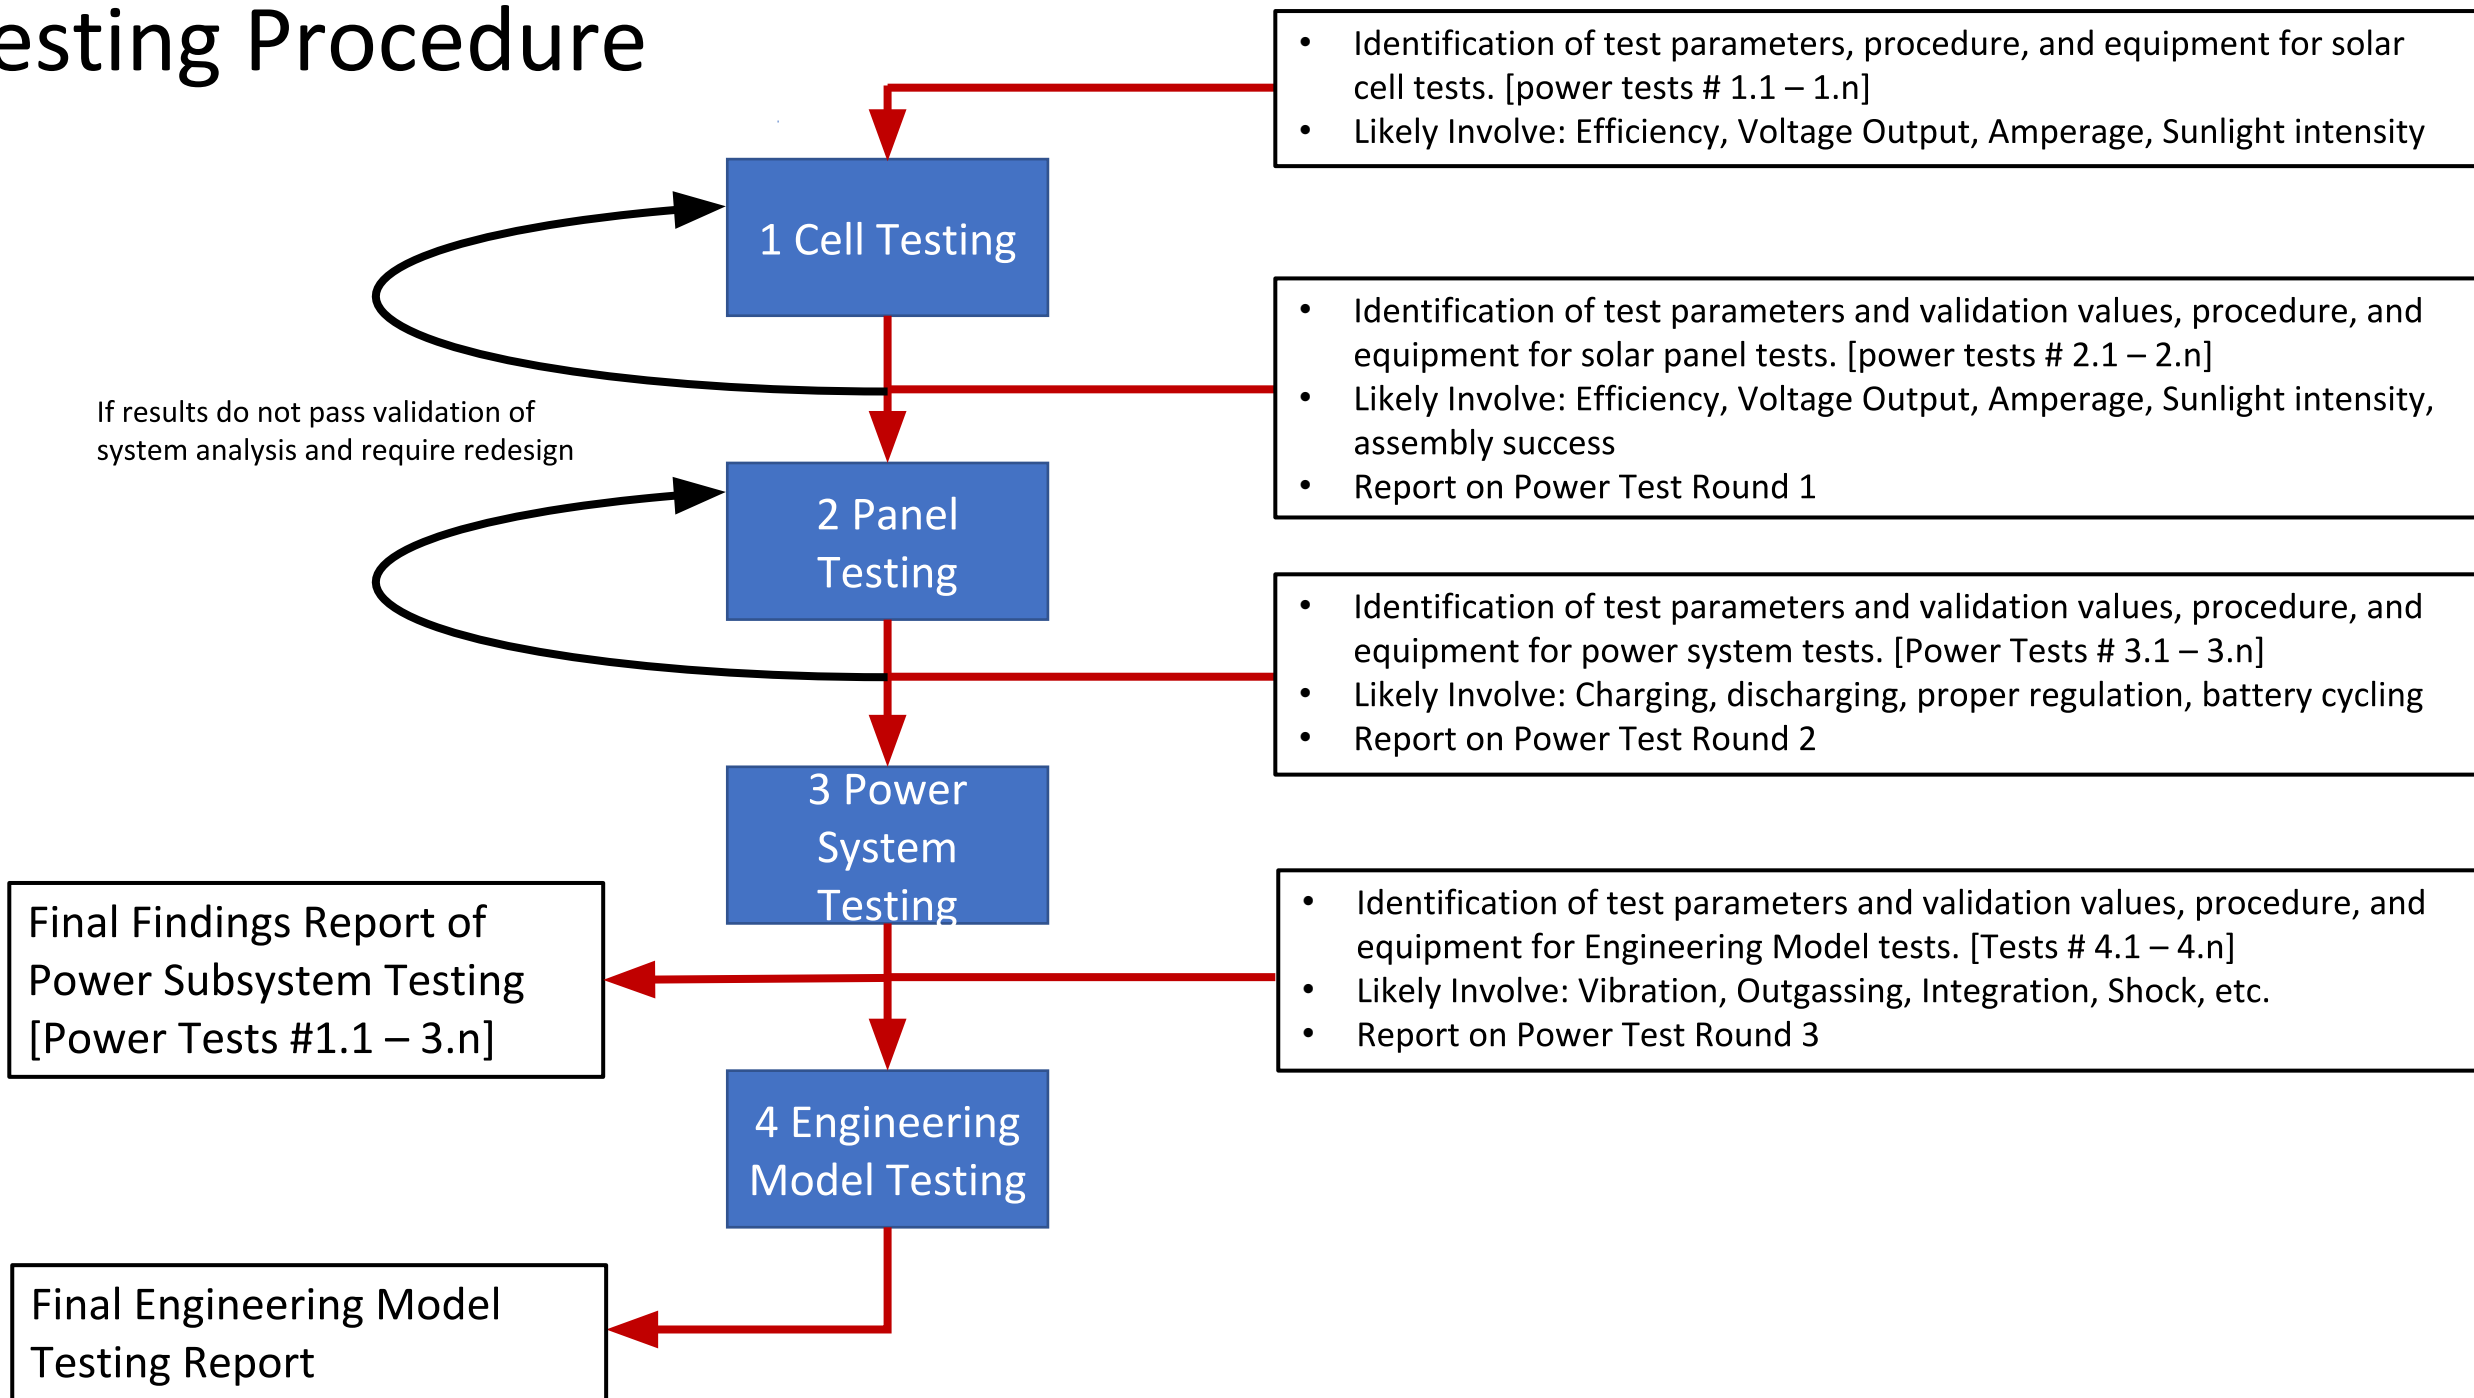 esting Procedure
• Identification of test parameters, procedure, and equipment for solar
cell tests. [power tests # 1.1 – 1.n]
• Likely Involve: Efficiency, Voltage Output, Amperage, Sunlight intensity
1 Cell Testing
• Identification of test parameters and validation values, procedure, and
equipment for solar panel tests. [power tests # 2.1 – 2.n]
• Likely Involve: Efficiency, Voltage Output, Amperage, Sunlight intensity,
assembly success
• Report on Power Test Round 1
If results do not pass validation of
system analysis and require redesign
2 Panel
Testing
• Identification of test parameters and validation values, procedure, and
equipment for power system tests. [Power Tests # 3.1 – 3.n]
• Likely Involve: Charging, discharging, proper regulation, battery cycling
• Report on Power Test Round 2
3 Power
System
Testing
Final Findings Report of
Power Subsystem Testing
[Power Tests #1.1 – 3.n]
• Identification of test parameters and validation values, procedure, and
equipment for Engineering Model tests. [Tests # 4.1 – 4.n]
• Likely Involve: Vibration, Outgassing, Integration, Shock, etc.
• Report on Power Test Round 3
4 Engineering
Model Testing
Final Engineering Model
Testing Report